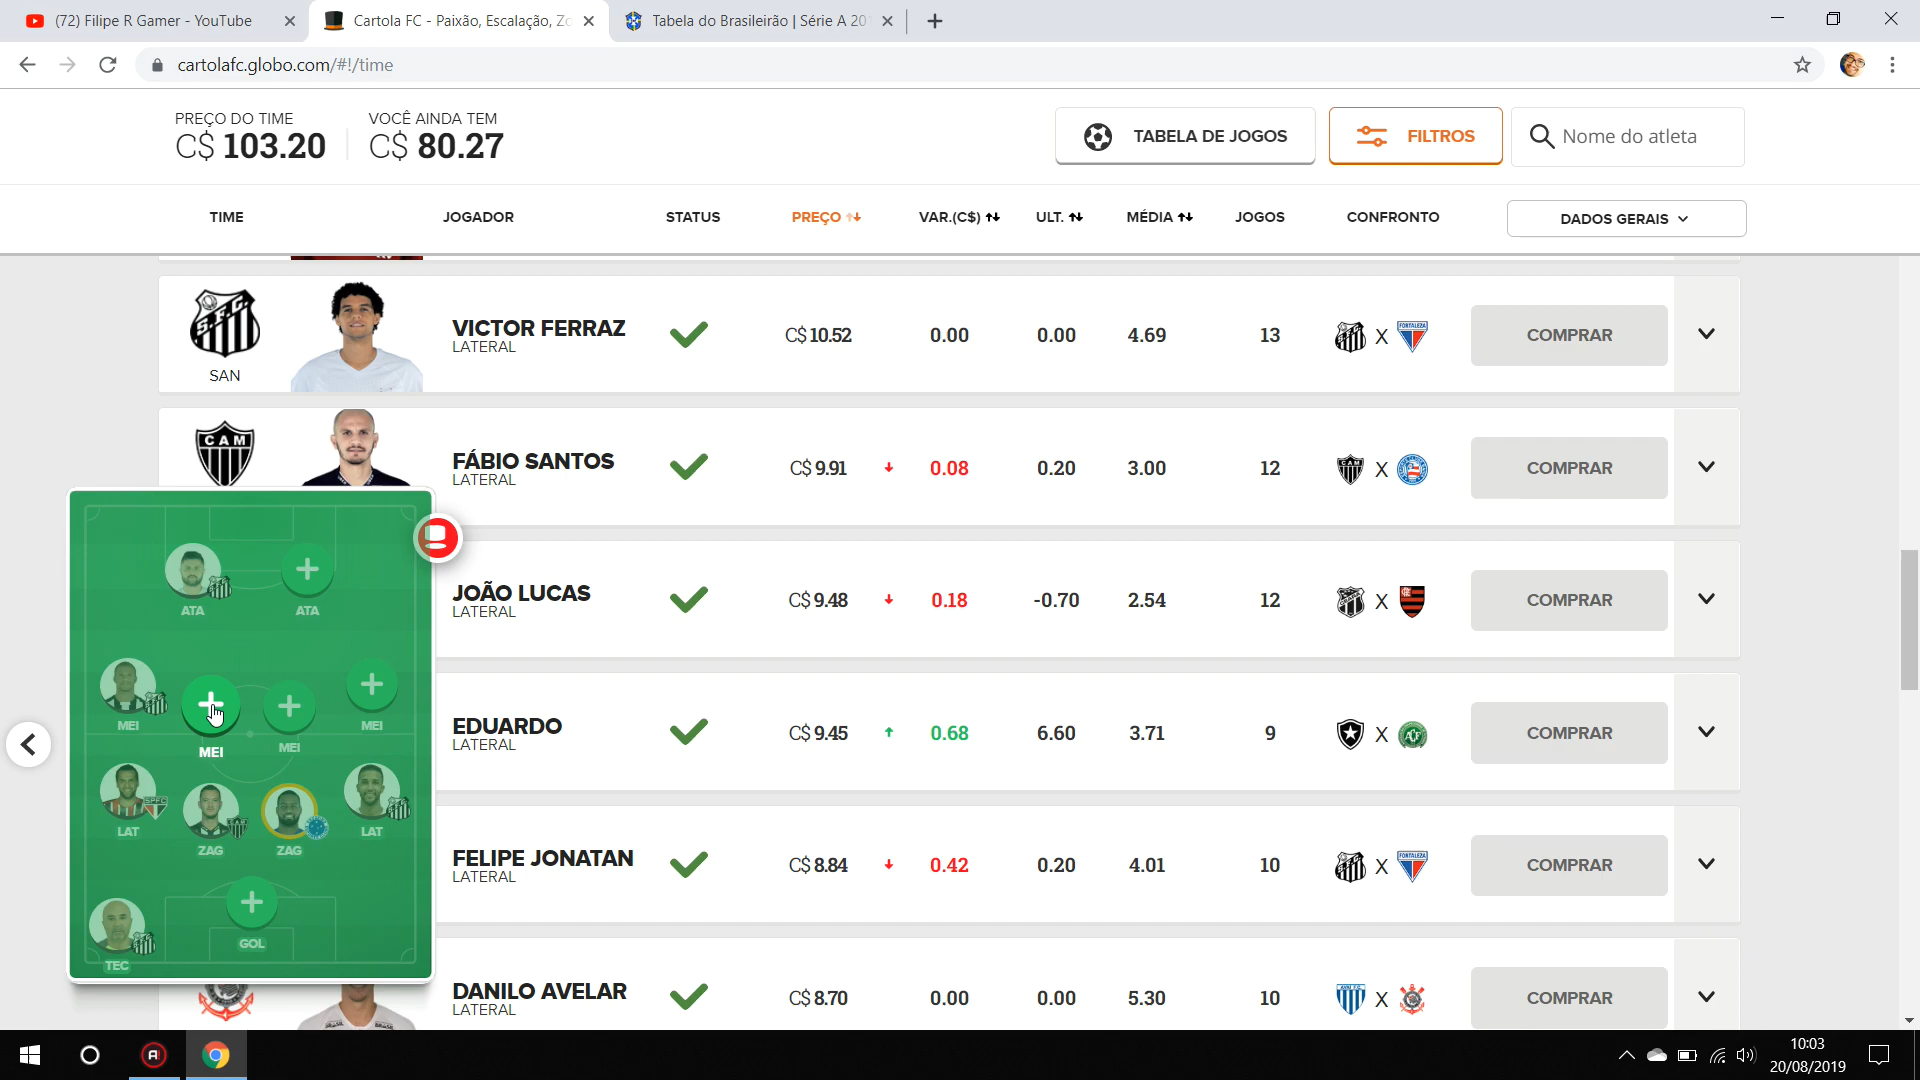 (72) Filipe R Gamer - YouTube
Cartola FC - Paixão, Escalação, Zo
Tabela do Brasileirão | Série A 201
cartolafc.globo.com/#!/time
PREÇO DO TIME
C$ 103.20
VOCÊ AINDA TEM
C$ 80.27
TABELA DE JOGOS
FILTROS
Nome do atleta
TIME JOGADOR STATUS PREÇO VAR.(C$) ULT. MÉDIA JOGOS CONFRONTO DADOS GERAIS
SAN
VICTOR FERRAZ
LATERAL
C$ 10.52 0.00 0.00 4.69 13 X COMPRAR
CAM
FÁBIO SANTOS
LATERAL
C$ 9.91 0.08 0.20 3.00 12 X COMPRAR
JOÃO LUCAS
LATERAL
C$ 9.48 0.18 -0.70 2.54 12 X COMPRAR
EDUARDO
LATERAL
C$ 9.45 0.68 6.60 3.71 9 X COMPRAR
FELIPE JONATAN
LATERAL
C$ 8.84 0.42 0.20 4.01 10 X COMPRAR
DANILO AVELAR
LATERAL
C$ 8.70 0.00 0.00 5.30 10 X COMPRAR
ATA ATA
MEI MEI MEI MEI
LAT ZAG ZAG LAT
GOL
TEC
10:03
20/08/2019